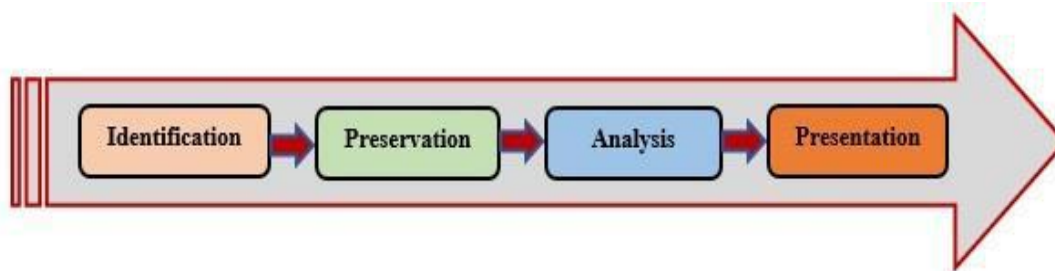 Identification
Preservation
Analysis
Presentation